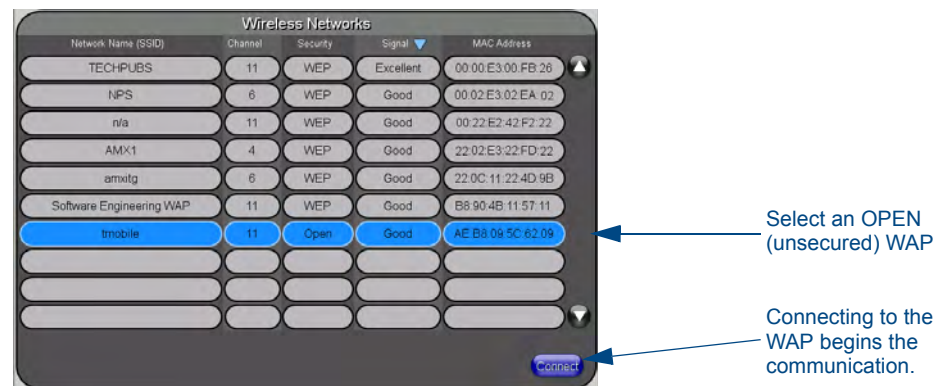 Wireless Networks
Network Name (SSID) Channel Security Signal MAC Address
TECHPUBS 11 WEP Excellent 00:00:E3:00:FB:26
NPS 6 WEP Good 00:02:E3:02:EA:02
n/a 11 WEP Good 00:22:E2:42:F2:22
AMX1 4 WEP Good 22:02:E3:22:FD:22
amxitg 6 WEP Good 22:0C:11:22:4D:9B
Software Engineering WAP 11 WEP Good B8:90:4B:11:57:11
tmobile 11 Open Good AE:B8:09:5C:62:09
Select an OPEN
(unsecured) WAP
Connecting to the
WAP begins the
communication.
Connect